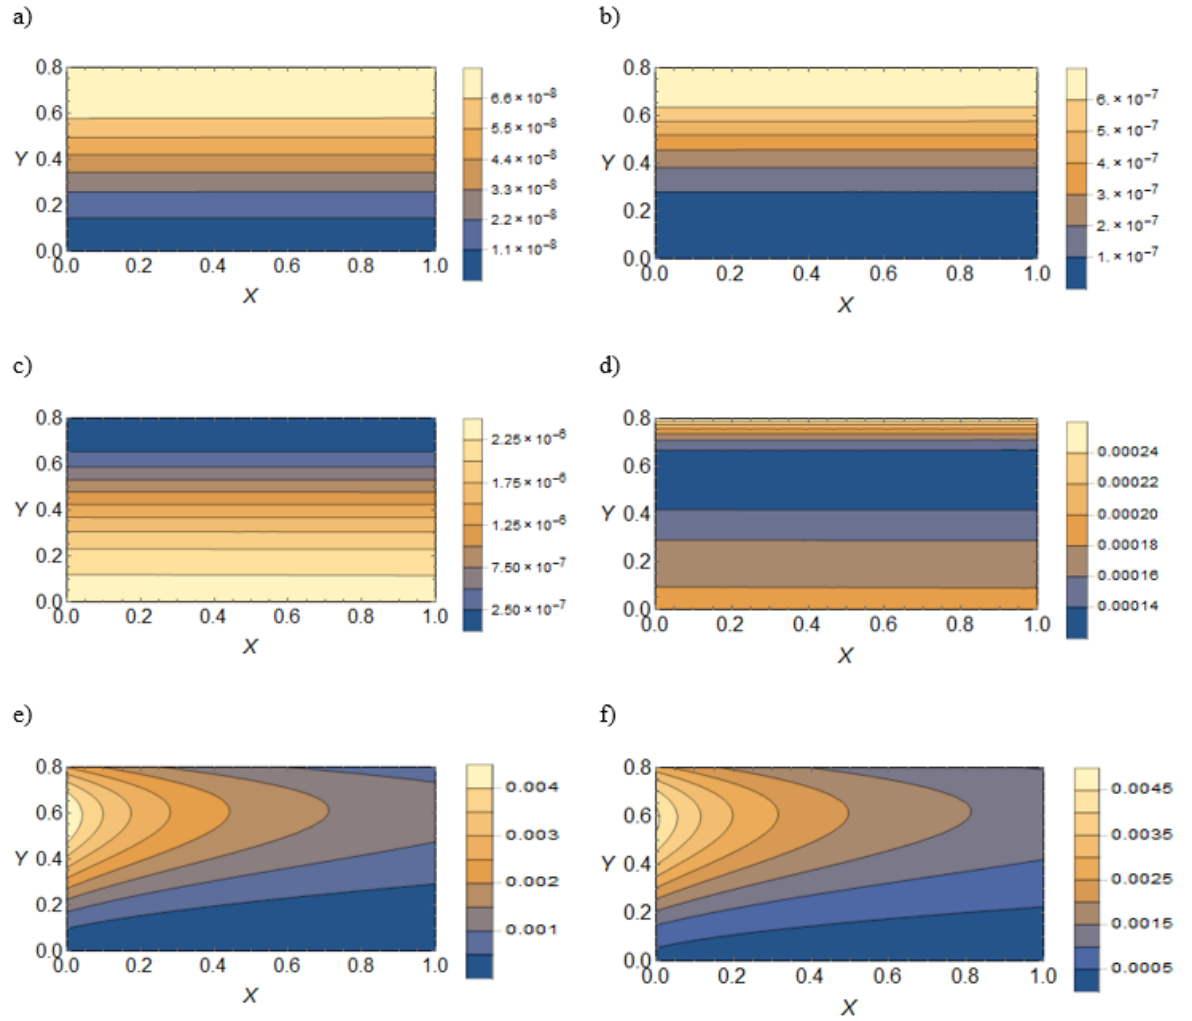 a)
b)
0.8
0.6
Y 0.4
0.2
0.0
0.0 0.2 0.4 0.6 0.8 1.0
X
6.6 × 10⁻⁸
5.5 × 10⁻⁸
4.4 × 10⁻⁸
3.3 × 10⁻⁸
2.2 × 10⁻⁸
1.1 × 10⁻⁸
0.8
0.6
Y 0.4
0.2
0.0
0.0 0.2 0.4 0.6 0.8 1.0
X
6. × 10⁻⁷
5. × 10⁻⁷
4. × 10⁻⁷
3. × 10⁻⁷
2. × 10⁻⁷
1. × 10⁻⁷
c)
d)
0.8
0.6
Y 0.4
0.2
0.0
0.0 0.2 0.4 0.6 0.8 1.0
X
2.25 × 10⁻⁶
1.75 × 10⁻⁶
1.25 × 10⁻⁶
7.50 × 10⁻⁷
2.50 × 10⁻⁷
0.8
0.6
Y 0.4
0.2
0.0
0.0 0.2 0.4 0.6 0.8 1.0
X
0.00024
0.00022
0.00020
0.00018
0.00016
0.00014
e)
f)
0.8
0.6
Y 0.4
0.2
0.0
0.0 0.2 0.4 0.6 0.8 1.0
X
0.004
0.003
0.002
0.001
0.8
0.6
Y 0.4
0.2
0.0
0.0 0.2 0.4 0.6 0.8 1.0
X
0.0045
0.0035
0.0025
0.0015
0.0005